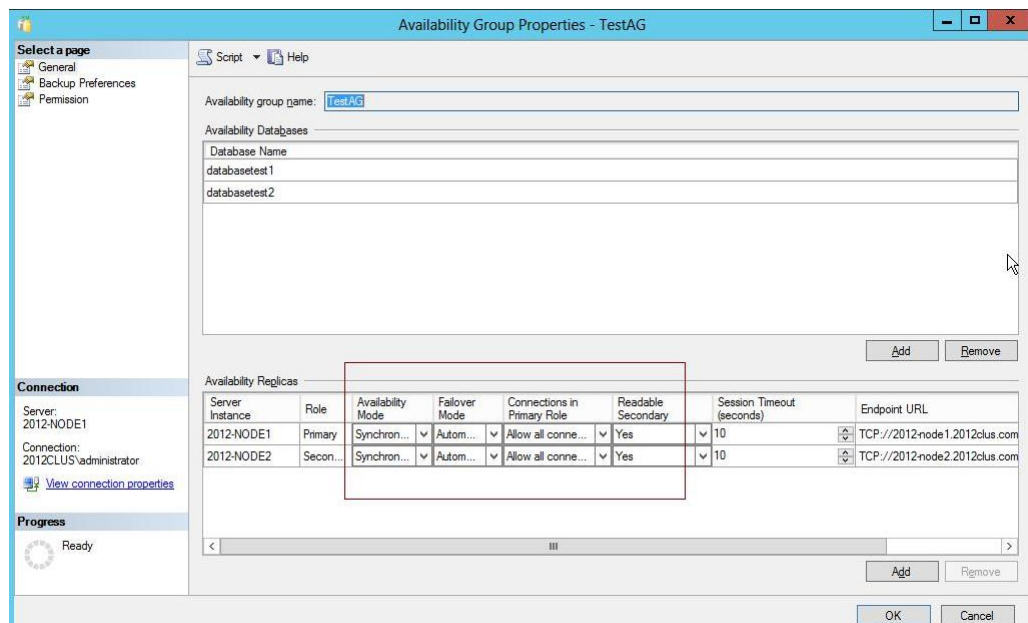 Availability Group Properties - TestAG
Select a page
General
Backup Preferences
Permission
Script Help
Availability group name: TestAG
Availability Databases
Database Name
databasetest1
databasetest2
Add Remove
Connection
Server:
2012-NODE1
Connection:
2012CLUS\administrator
View connection properties
Progress
Ready
Availability Replicas
Server Instance Role Availability Mode Failover Mode Connections in Primary Role Readable Secondary Session Timeout (seconds) Endpoint URL
2012-NODE1 Primary Synchron... Autom... Allow all conne... Yes 10 TCP://2012-node1.2012clus.com
2012-NODE2 Secon... Synchron... Autom... Allow all conne... Yes 10 TCP://2012-node2.2012clus.com
Add Remove
OK Cancel